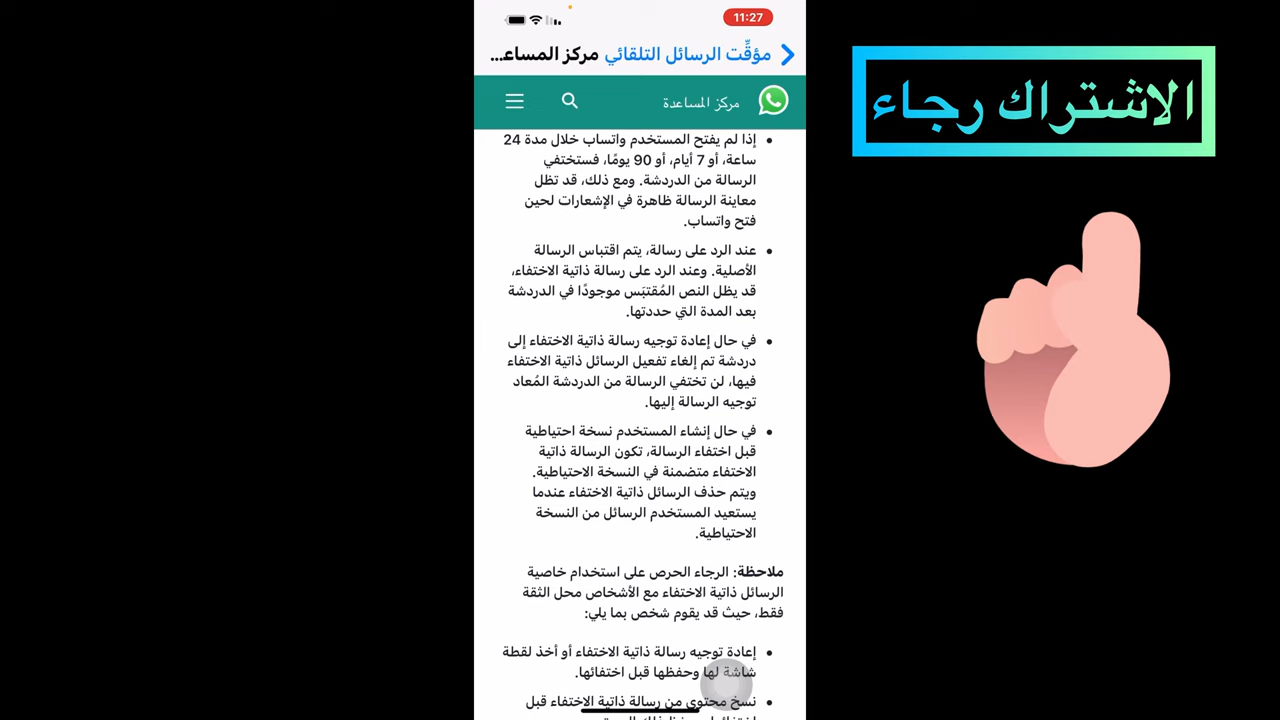 11:27
مؤقِّت الرسائل التلقائي مركز المساعد...
مركز المساعدة
إذا لم يفتح المستخدم واتساب خلال مدة 24
ساعة، أو 7 أيام، أو 90 يومًا، فستختفي
الرسالة من الدردشة. ومع ذلك، قد تظل
معاينة الرسالة ظاهرة في الإشعارات لحين
فتح واتساب.
عند الرد على رسالة، يتم اقتباس الرسالة
الأصلية. وعند الرد على رسالة ذاتية الاختفاء،
قد يظل النص المُقتبَس موجودًا في الدردشة
بعد المدة التي حددتها.
في حال إعادة توجيه رسالة ذاتية الاختفاء إلى
دردشة تم إلغاء تفعيل الرسائل ذاتية الاختفاء
فيها، لن تختفي الرسالة من الدردشة المُعاد
توجيه الرسالة إليها.
في حال إنشاء المستخدم نسخة احتياطية
قبل اختفاء الرسالة، تكون الرسالة ذاتية
الاختفاء متضمنة في النسخة الاحتياطية.
ويتم حذف الرسائل ذاتية الاختفاء عندما
يستعيد المستخدم الرسائل من النسخة
الاحتياطية.
ملاحظة: الرجاء الحرص على استخدام خاصية
الرسائل ذاتية الاختفاء مع الأشخاص محل الثقة
فقط، حيث قد يقوم شخص بما يلي:
إعادة توجيه رسالة ذاتية الاختفاء أو أخذ لقطة
شاشة لها وحفظها قبل اختفائها.
نسخ محتوى من رسالة ذاتية الاختفاء قبل
الاشتراك رجاء